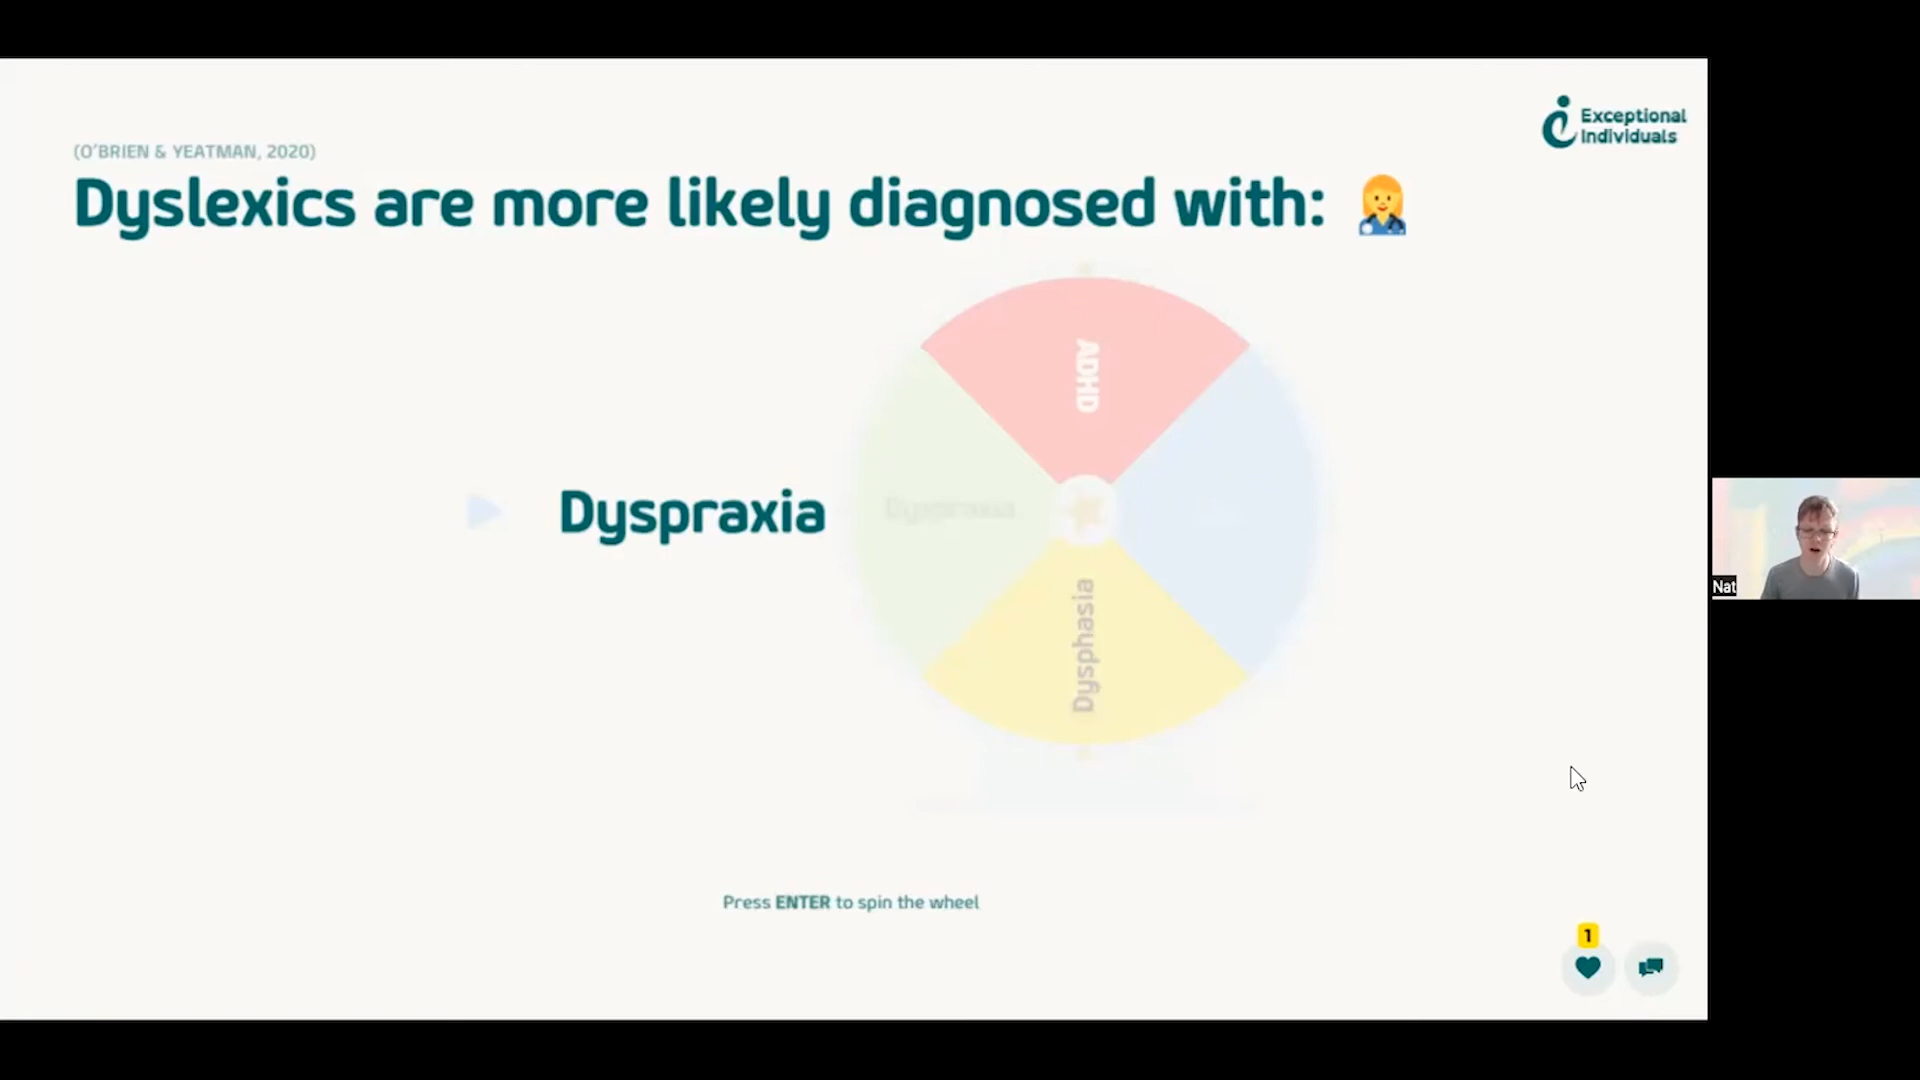 Exceptional
Individuals
(O'BRIEN & YEATMAN, 2020)
Dyslexics are more likely diagnosed with:
ADHD
Dyspraxia
Dyspraxia
Dysphasia
Nat
Press ENTER to spin the wheel
1